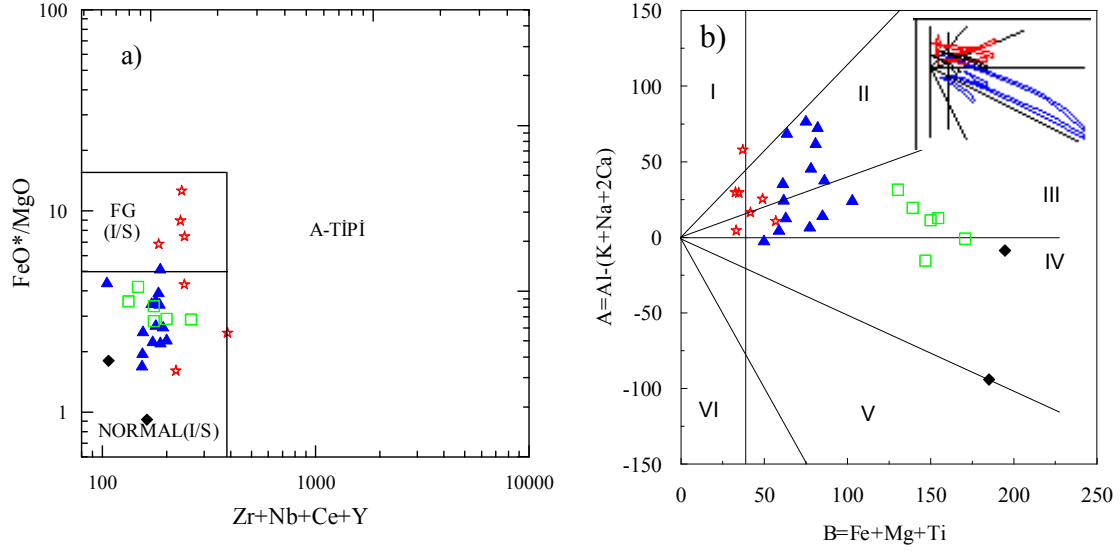 a)
100
10
1
FeO*/MgO
FG
(I/S)
A-TİPİ
NORMAL(I/S)
100
1000
10000
Zr+Nb+Ce+Y
b)
150
100
50
0
-50
-100
-150
A=Al-(K+Na+2Ca)
I
II
III
IV
V
VI
0
50
100
150
200
250
B=Fe+Mg+Ti